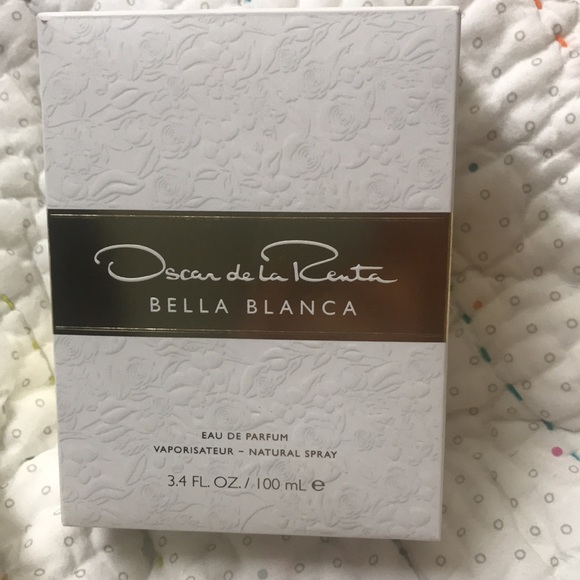 Oscar de la Renta
BELLA BLANCA
EAU DE PARFUM
VAPORISATEUR – NATURAL SPRAY
3.4 FL. OZ. / 100 mL ℮